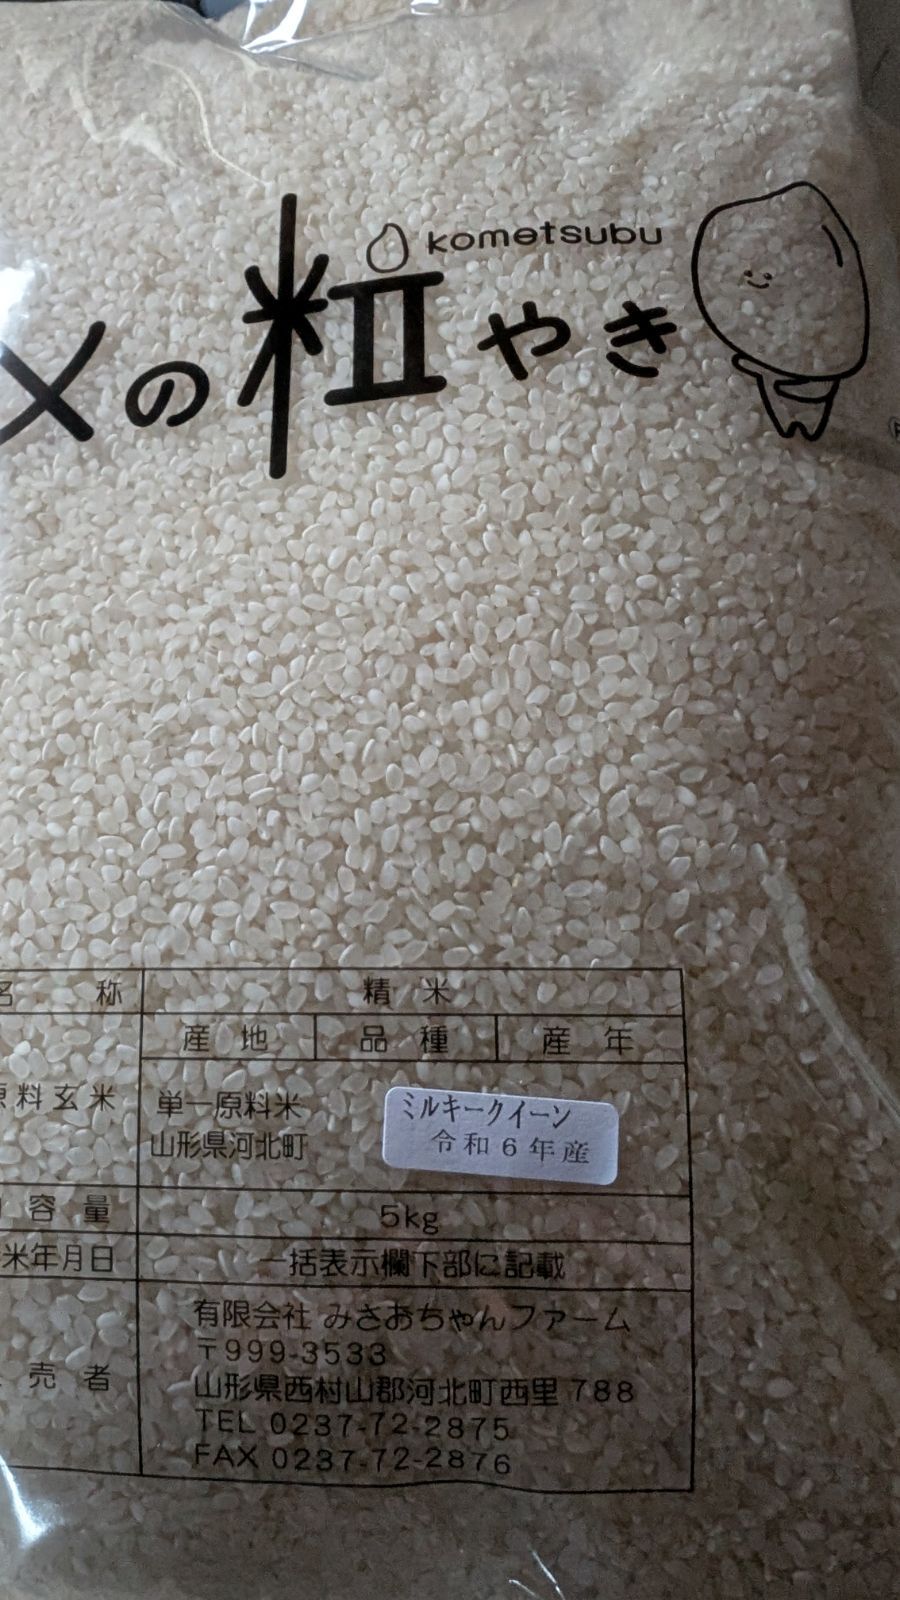 kometsubu
メの粒やき
名 称 精 米
産 地 品 種 産 年
原料玄米 単一原料米
山形県河北町
ミルキークイーン
令和6年産
容 量 5kg
米年月日 一括表示欄下部に記載
売 者 有限会社 みさおちゃんファーム
〒999-3533
山形県西村山郡河北町西里 788
TEL 0237-72-2875
FAX 0237-72-2876